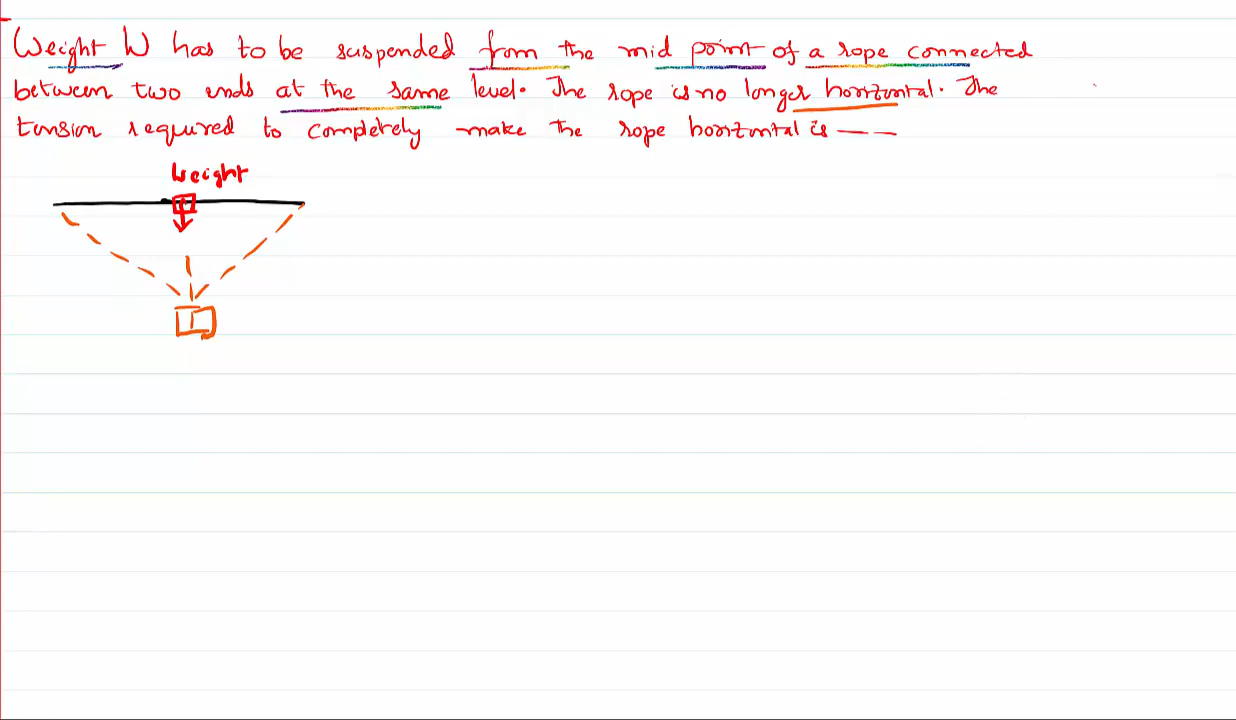 Weight W has to be suspended from the mid point of a rope connected
between two ends at the same level. The rope is no longer horizontal. The
tension required to completely make the rope horizontal is ——
Weight